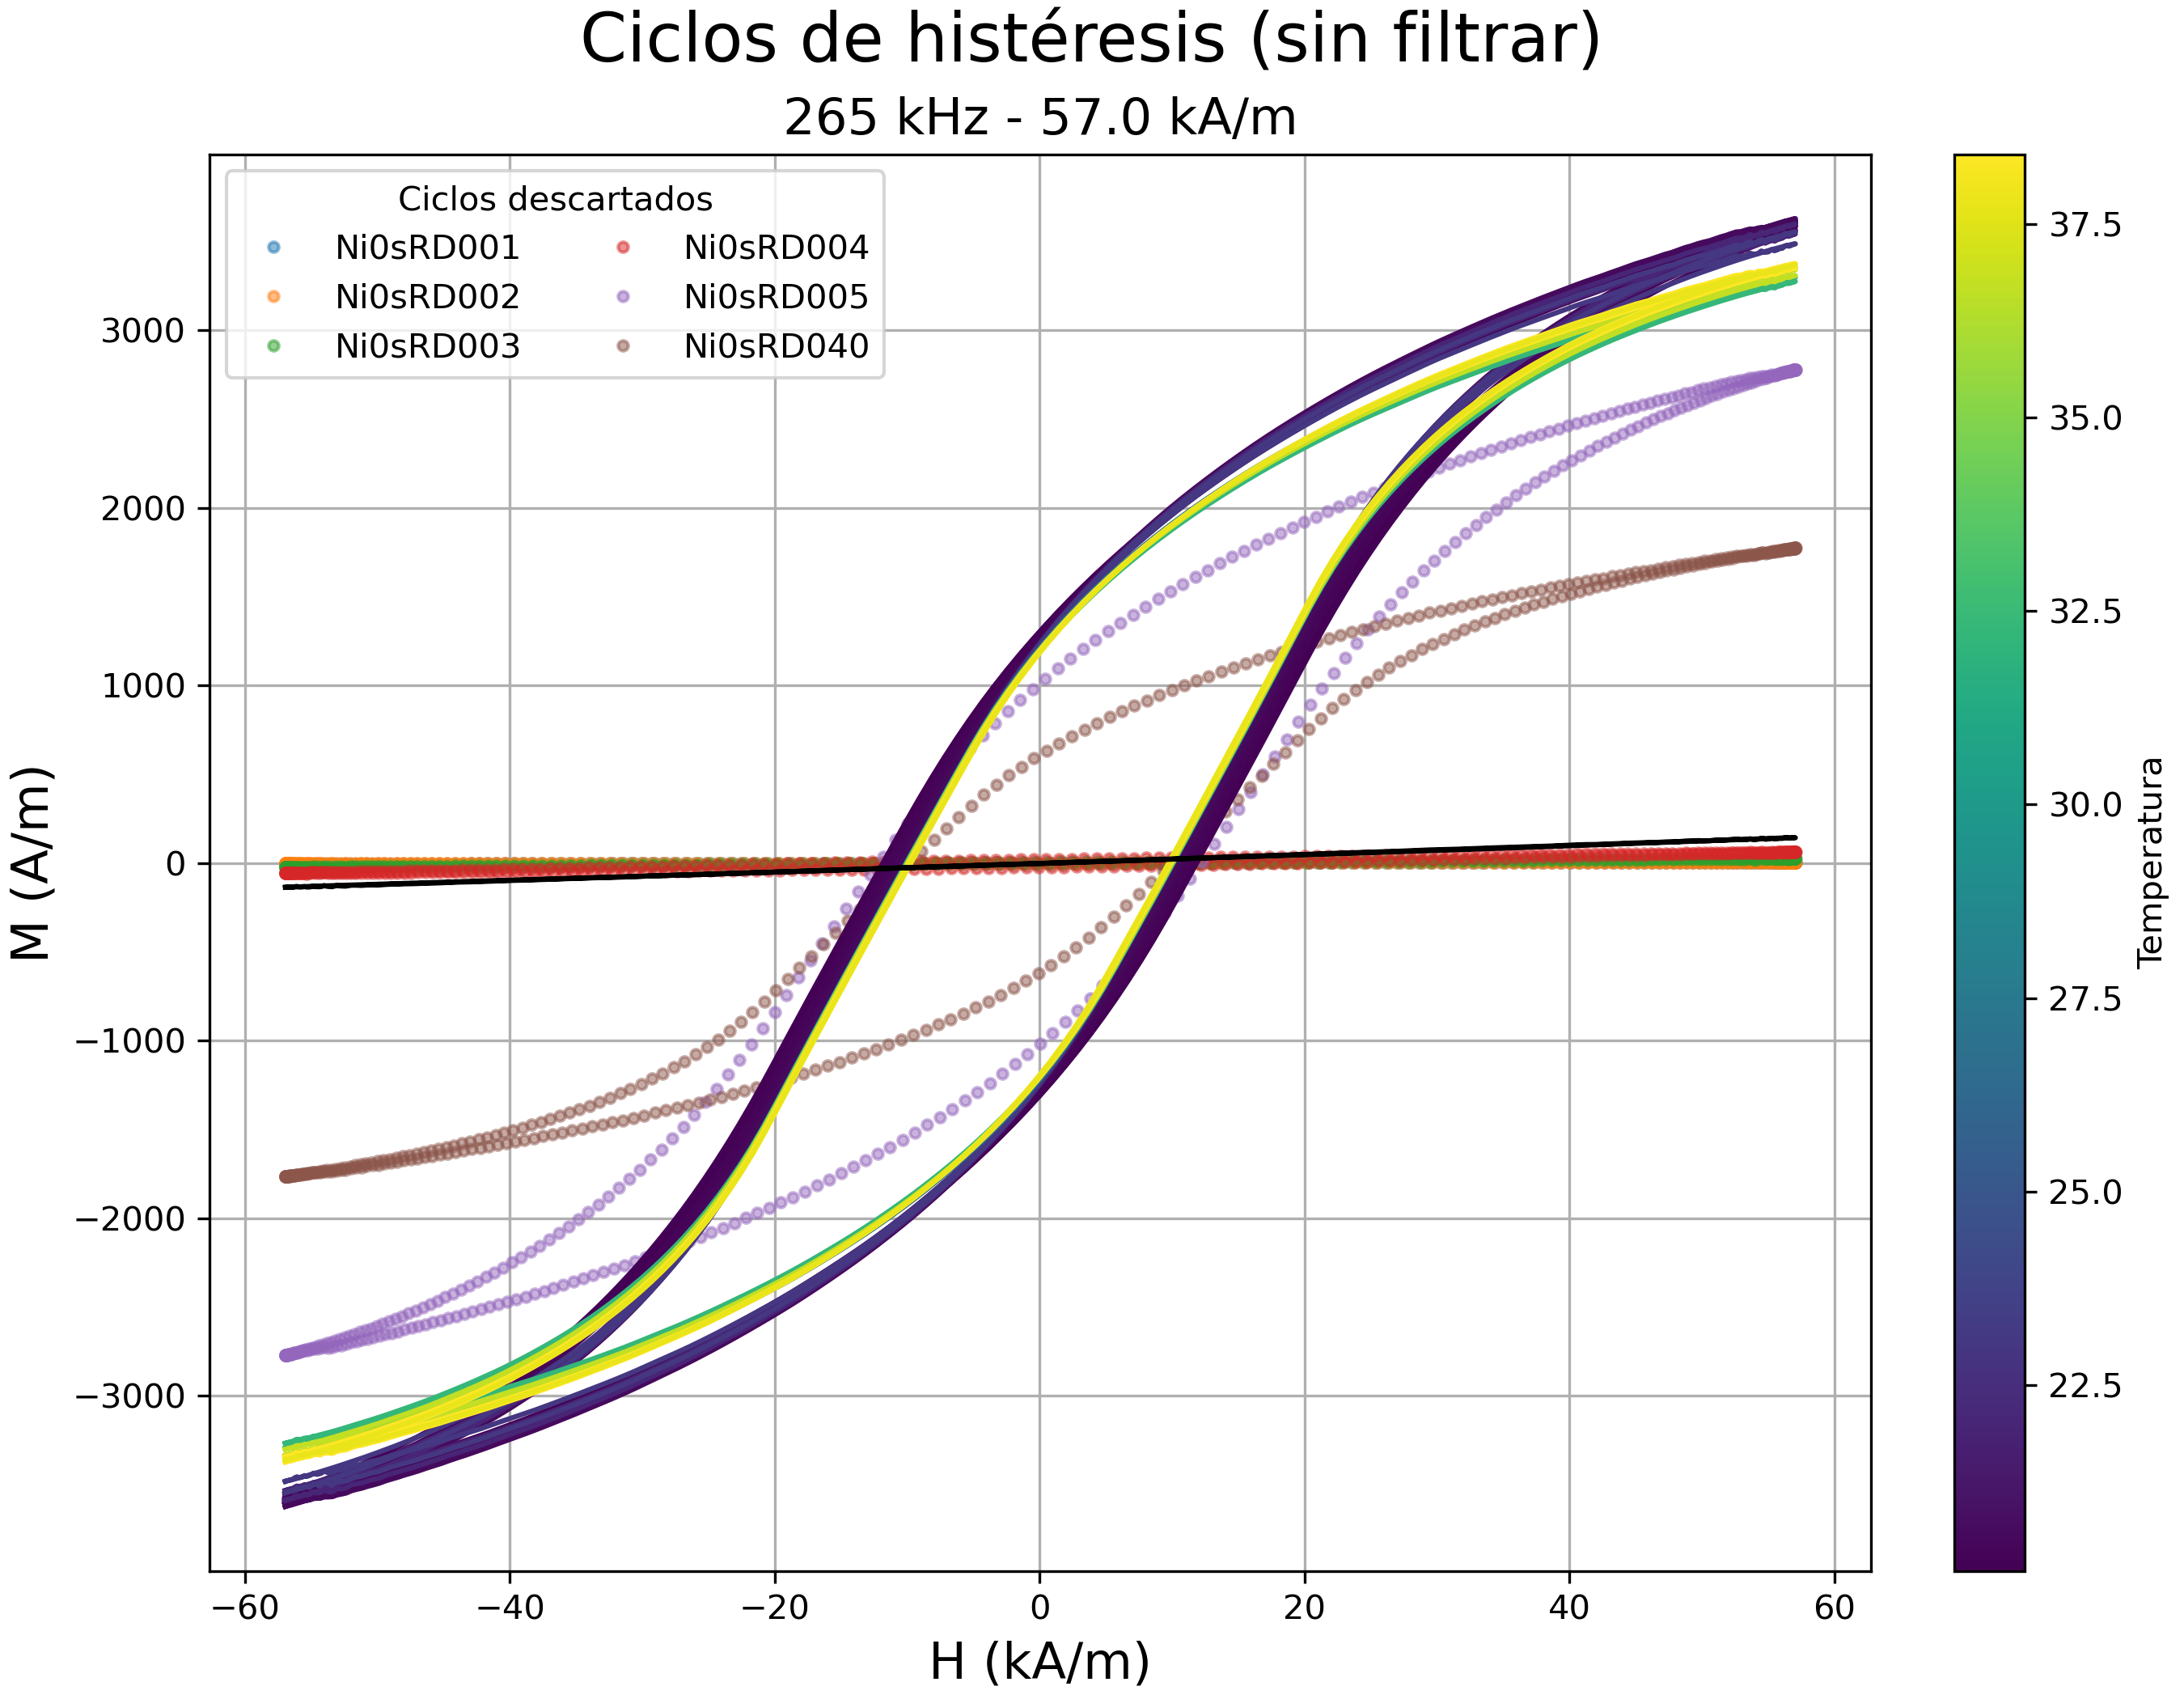 Ciclos de histéresis (sin filtrar)
265 kHz - 57.0 kA/m
Ciclos descartados
Ni0sRD001
Ni0sRD002
Ni0sRD003
Ni0sRD004
Ni0sRD005
Ni0sRD040
3000
2000
1000
0
−1000
−2000
−3000
M (A/m)
−60 −40 −20 0 20 40 60
H (kA/m)
37.5
35.0
32.5
30.0
27.5
25.0
22.5
Temperatura